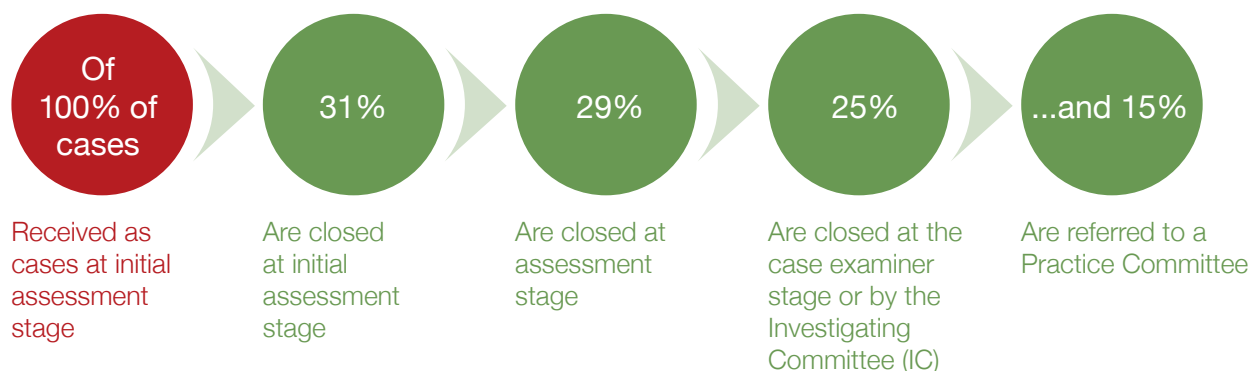 Of
100% of
cases
31%
29%
25%
...and 15%
Received as
cases at initial
assessment
stage
Are closed
at initial
assessment
stage
Are closed at
assessment
stage
Are closed at the
case examiner
stage or by the
Investigating
Committee (IC)
Are referred to a
Practice Committee